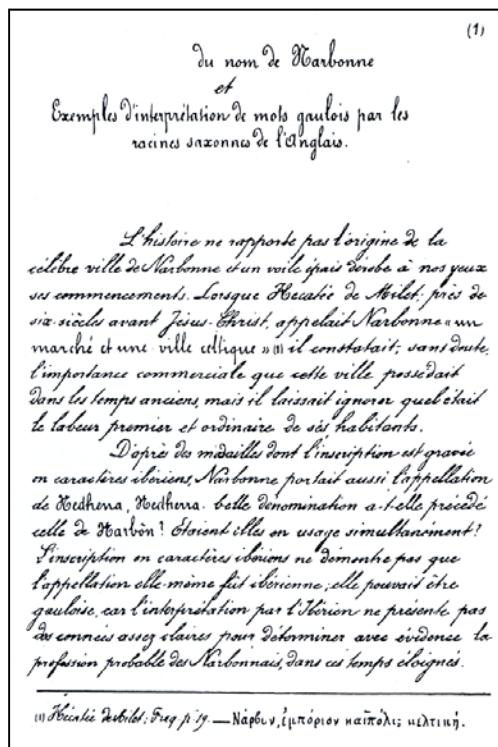 (1)
du nom de Narbonne
et
Exemples d'interprétation de mots gaulois par les
racines saxonnes de l'Anglais.
L'histoire ne rapporte pas l'origine de la
célèbre ville de Narbonne et un voile épais dérobe à nos yeux
ses commencements. Lorsque Hécatée de Milet, près de
six siècles avant Jésus-Christ, appelait Narbonne « un
marché et une ville celtique » (1) il constatait, sans doute,
l'importance commerciale que cette ville possédait
dans les temps anciens, mais il laissait ignorer quel était
le labeur premier et ordinaire de ses habitants.
D'après des médailles dont l'inscription est gravée
en caractères ibériens, Narbonne portait aussi l'appellation
de Hedhena, Nedhena. Celle dénomination a-t-elle précédé
celle de Narbôn? Étaient elles en usage simultanément?
L'inscription en caractères ibériens ne démontre pas que
l'appellation elle-même fut ibérienne; elle pouvait être
gauloise, car l'interprétation par l'Ibérien ne présente pas
des données assez claires pour déterminer avec évidence la
profession probable des Narbonnais, dans ces temps éloignés.
(1) Hécatée de Milet; Frag. p. 19. — Νάρβων, ἐμπόριον καὶ πόλις κελτική.